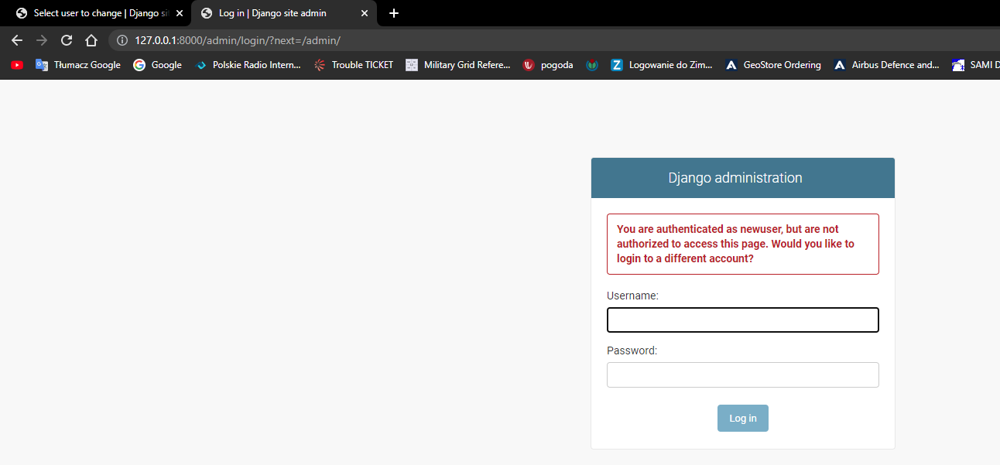 Select user to change | Django sit
Log in | Django site admin
127.0.0.1:8000/admin/login/?next=/admin/
Tłumacz Google
Google
Polskie Radio Intern...
Trouble TICKET
Military Grid Refere...
pogoda
Logowanie do Zim...
GeoStore Ordering
Airbus Defence and...
SAMI D
Django administration
You are authenticated as newuser, but are not
authorized to access this page. Would you like to
login to a different account?
Username:
Password:
Log in